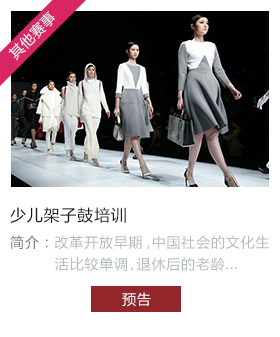 其他赛事
少儿架子鼓培训
简介：改革开放早期,中国社会的文化生
活比较单调,退休后的老龄...
预告